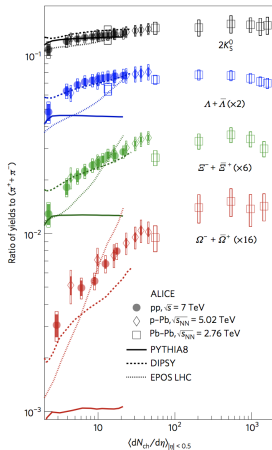 Ratio of yields to (π⁺+ π⁻)
10⁻¹
10⁻²
10⁻³
2K⁰S
Λ+Λ̄ (×2)
Ξ⁻+ Ξ̄⁺ (×6)
Ω⁻+ Ω̄⁺ (×16)
ALICE
pp, √s = 7 TeV
p–Pb, √sNN = 5.02 TeV
Pb–Pb, √sNN = 2.76 TeV
PYTHIA8
DIPSY
EPOS LHC
10 10² 10³
⟨dNch/dη⟩|η| < 0.5